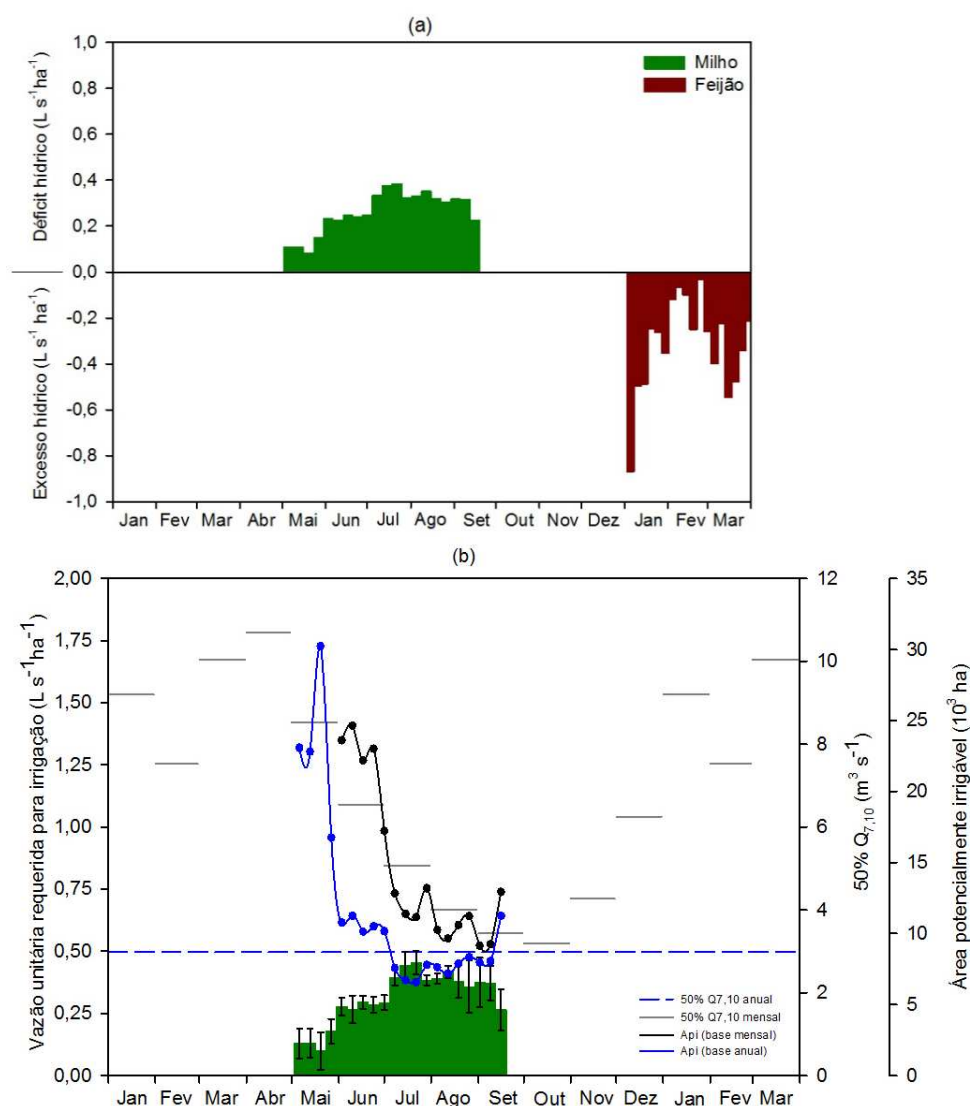 (a)
Déficit hídrico (L s⁻¹ha⁻¹)
Excesso hídrico (L s⁻¹ ha⁻¹)
1,0
0,8
0,6
0,4
0,2
0,0
-0,2
-0,4
-0,6
-0,8
-1,0
Milho
Feijão
Jan Fev Mar Abr Mai Jun Jul Ago Set Out Nov Dez Jan Fev Mar
(b)
Vazão unitária requerida para irrigação (L s⁻¹ha⁻¹)
2,00
1,75
1,50
1,25
1,00
0,75
0,50
0,25
0,00
12
10
8
6
4
2
0
50% Q7,10 (m³ s⁻¹)
35
30
25
20
15
10
5
0
Área potencialmente irrigável (10³ ha)
50% Q7,10 anual
50% Q7,10 mensal
Api (base mensal)
Api (base anual)
Jan Fev Mar Abr Mai Jun Jul Ago Set Out Nov Dez Jan Fev Mar